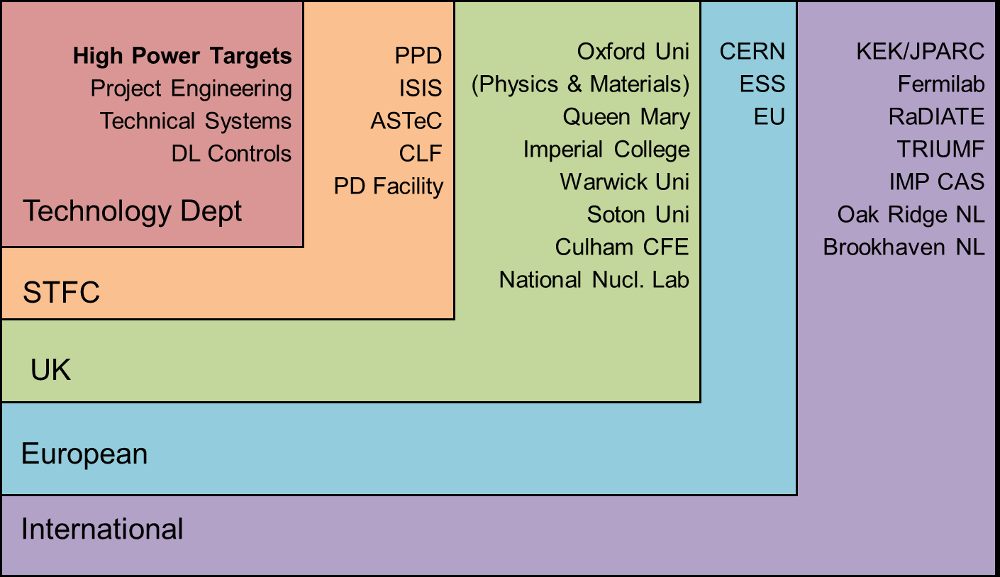 High Power Targets
Project Engineering
Technical Systems
DL Controls
Technology Dept
PPD
ISIS
ASTeC
CLF
PD Facility
STFC
Oxford Uni
(Physics & Materials)
Queen Mary
Imperial College
Warwick Uni
Soton Uni
Culham CFE
National Nucl. Lab
UK
CERN
ESS
EU
European
KEK/JPARC
Fermilab
RaDIATE
TRIUMF
IMP CAS
Oak Ridge NL
Brookhaven NL
International